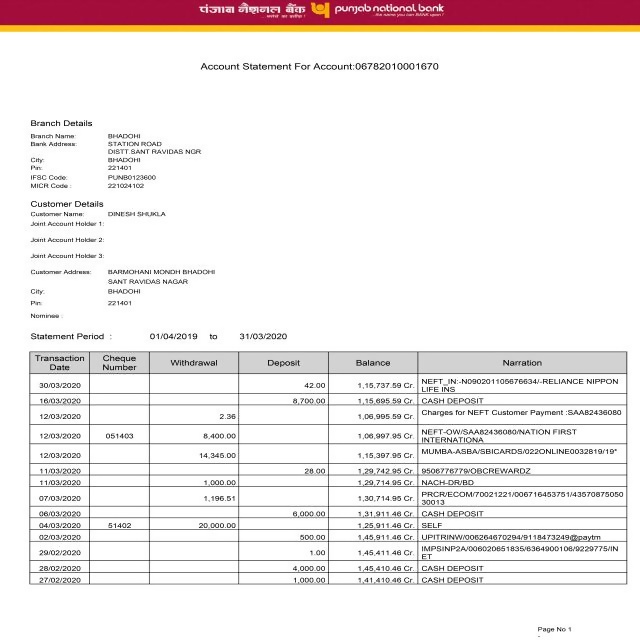 पंजाब नैशनल बैंक punjab national bank
...भरोसे का प्रतीक! ...the name you can BANK upon!
Account Statement For Account:06782010001670
Branch Details
Branch Name: BHADOHI
Bank Address: STATION ROAD
DISTT.SANT RAVIDAS NGR
City: BHADOHI
Pin: 221401
IFSC Code: PUNB0123600
MICR Code : 221024102
Customer Details
Customer Name: DINESH SHUKLA
Joint Account Holder 1:
Joint Account Holder 2:
Joint Account Holder 3:
Customer Address: BARMOHANI MONDH BHADOHI
SANT RAVIDAS NAGAR
City: BHADOHI
Pin: 221401
Nominee :
Statement Period : 01/04/2019 to 31/03/2020
Transaction Date Cheque Number Withdrawal Deposit Balance Narration
30/03/2020 42.00 1,15,737.59 Cr. NEFT_IN:-N090201105676634/-RELIANCE NIPPON
LIFE INS
16/03/2020 8,700.00 1,15,695.59 Cr. CASH DEPOSIT
12/03/2020 2.36 1,06,995.59 Cr. Charges for NEFT Customer Payment :SAA82436080
12/03/2020 051403 8,400.00 1,06,997.95 Cr. NEFT-OW/SAA82436080/NATION FIRST
INTERNATIONA
12/03/2020 14,345.00 1,15,397.95 Cr. MUMBA-ASBA/SBICARDS/022ONLINE0032819/19*
11/03/2020 28.00 1,29,742.95 Cr. 9506776779/OBCREWARDZ
11/03/2020 1,000.00 1,29,714.95 Cr. NACH-DR/BD
07/03/2020 1,196.51 1,30,714.95 Cr. PRCR/ECOM/70021221/006716453751/43570875050
30013
06/03/2020 6,000.00 1,31,911.46 Cr. CASH DEPOSIT
04/03/2020 51402 20,000.00 1,25,911.46 Cr. SELF
02/03/2020 500.00 1,45,911.46 Cr. UPITRINW/006264670294/9118473249@paytm
29/02/2020 1.00 1,45,411.46 Cr. IMPSINP2A/006020651835/6364900106/9229775/IN
ET
28/02/2020 4,000.00 1,45,410.46 Cr. CASH DEPOSIT
27/02/2020 1,000.00 1,41,410.46 Cr. CASH DEPOSIT
Page No 1